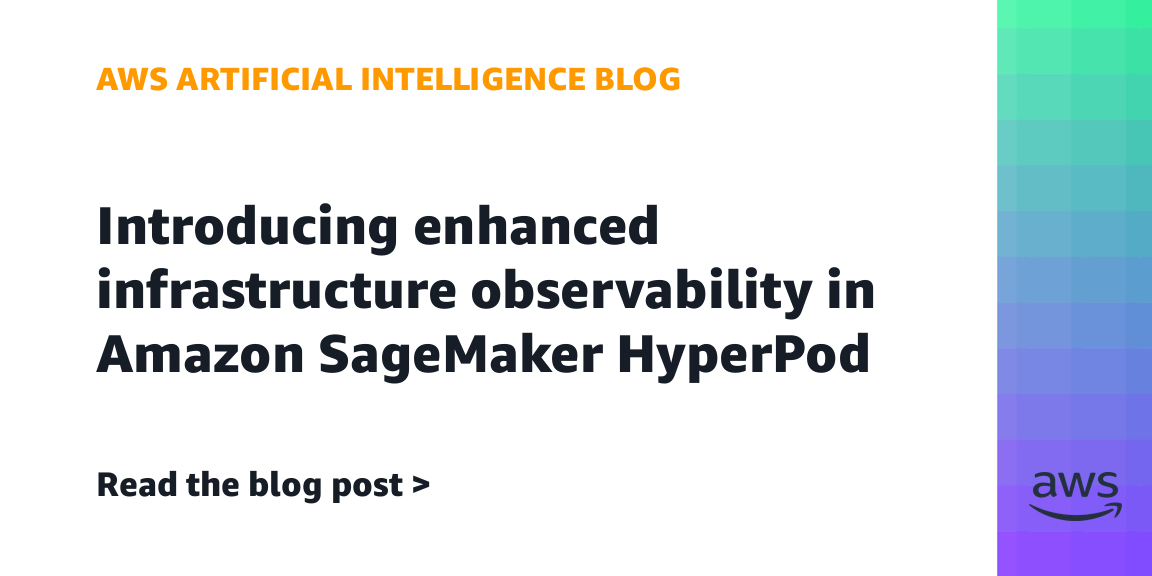 AWS ARTIFICIAL INTELLIGENCE BLOG
Introducing enhanced
infrastructure observability in
Amazon SageMaker HyperPod
Read the blog post >
aws